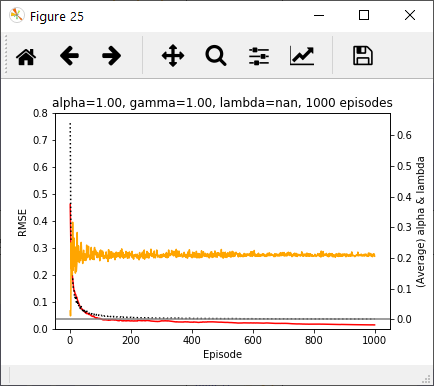 Figure 25
alpha=1.00, gamma=1.00, lambda=nan, 1000 episodes
0.8
0.7
0.6
0.5
0.4
0.3
0.2
0.1
0.0
RMSE
0.6
0.5
0.4
0.3
0.2
0.1
0.0
(Average) alpha & lambda
0 200 400 600 800 1000
Episode